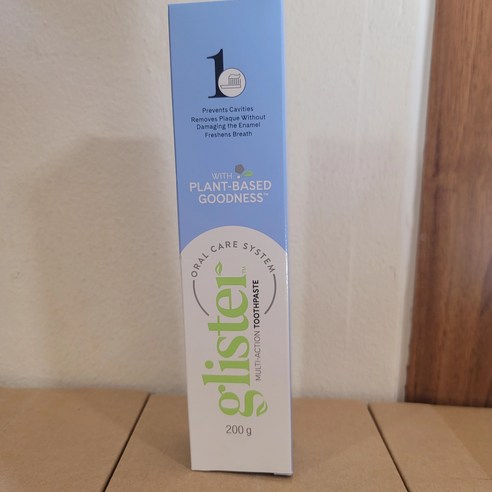 1
Prevents Cavities
Removes Plaque Without
Damaging the Enamel
Freshens Breath
WITH
PLANT-BASED
GOODNESS™
ORAL CARE SYSTEM
glister™
MULTI-ACTION TOOTHPASTE
200 g